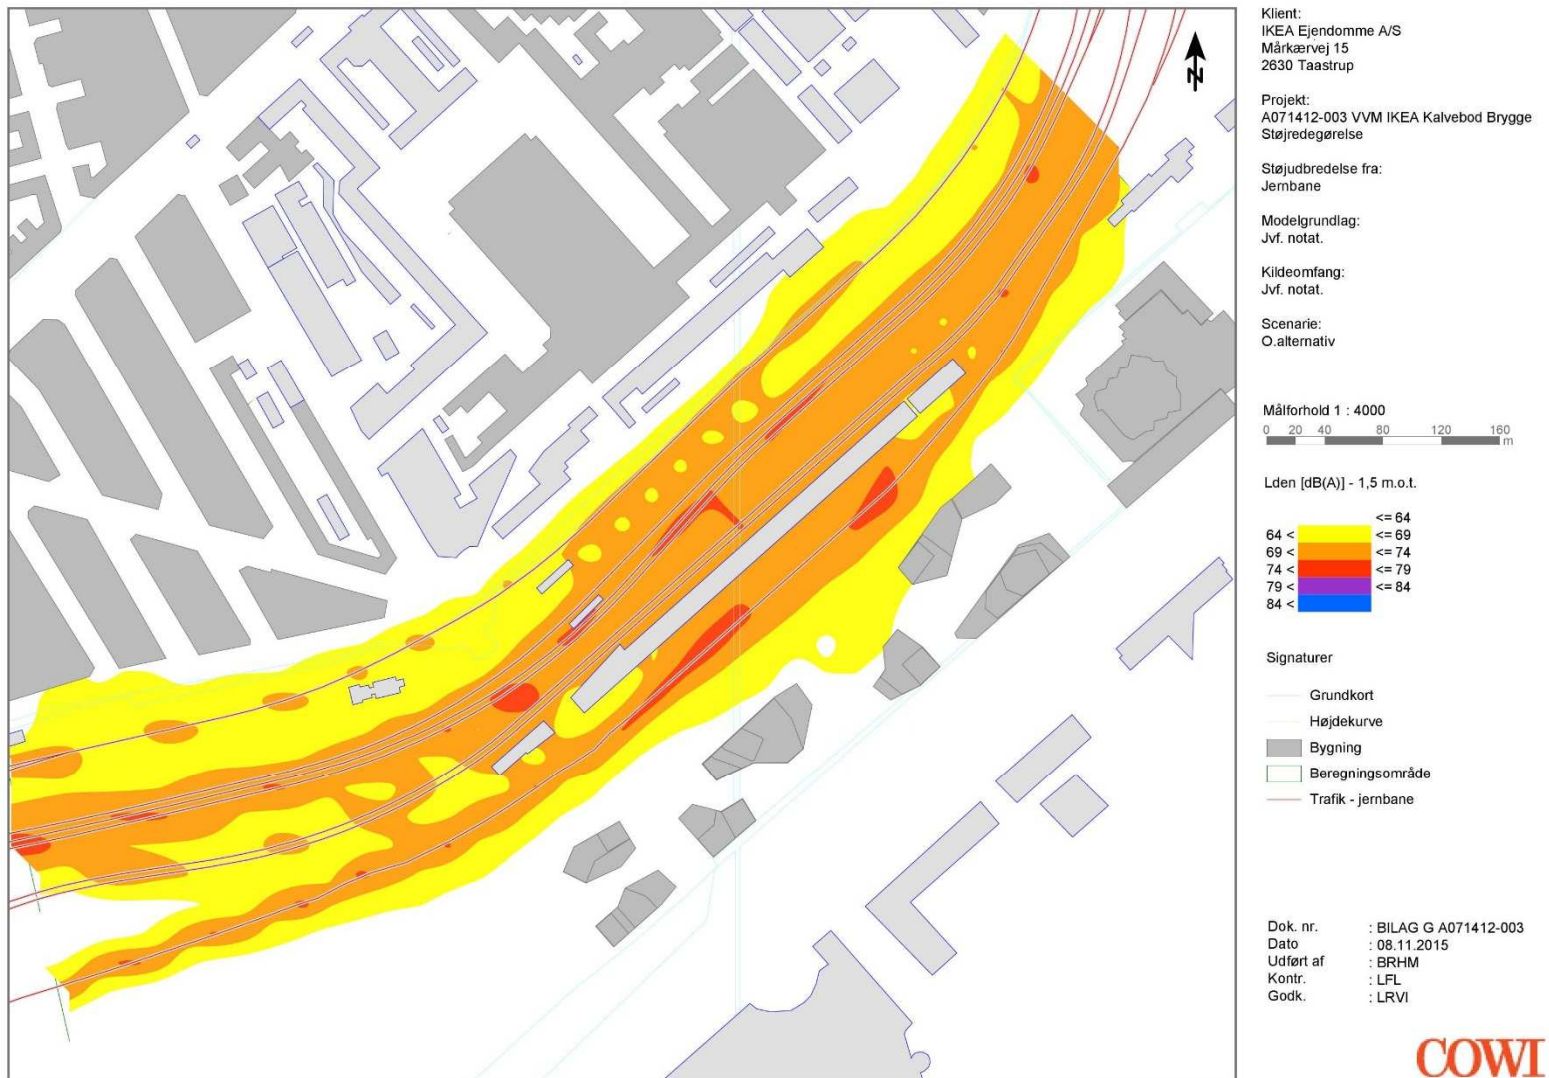 N
Klient:
IKEA Ejendomme A/S
Mårkærvej 15
2630 Taastrup
Projekt:
A071412-003 VVM IKEA Kalvebod Brygge
Støjredegørelse
Støjudbredelse fra:
Jernbane
Modelgrundlag:
Jvf. notat.
Kildeomfang:
Jvf. notat.
Scenarie:
O.alternativ
Målforhold 1 : 4000
0 20 40 80 120 160
m
Lden [dB(A)] - 1,5 m.o.t.
<= 64
64 < <= 69
69 < <= 74
74 < <= 79
79 < <= 84
84 <
Signaturer
Grundkort
Højdekurve
Bygning
Beregningsområde
Trafik - jernbane
Dok. nr. : BILAG G A071412-003
Dato : 08.11.2015
Udført af : BRHM
Kontr. : LFL
Godk. : LRVI
COWI